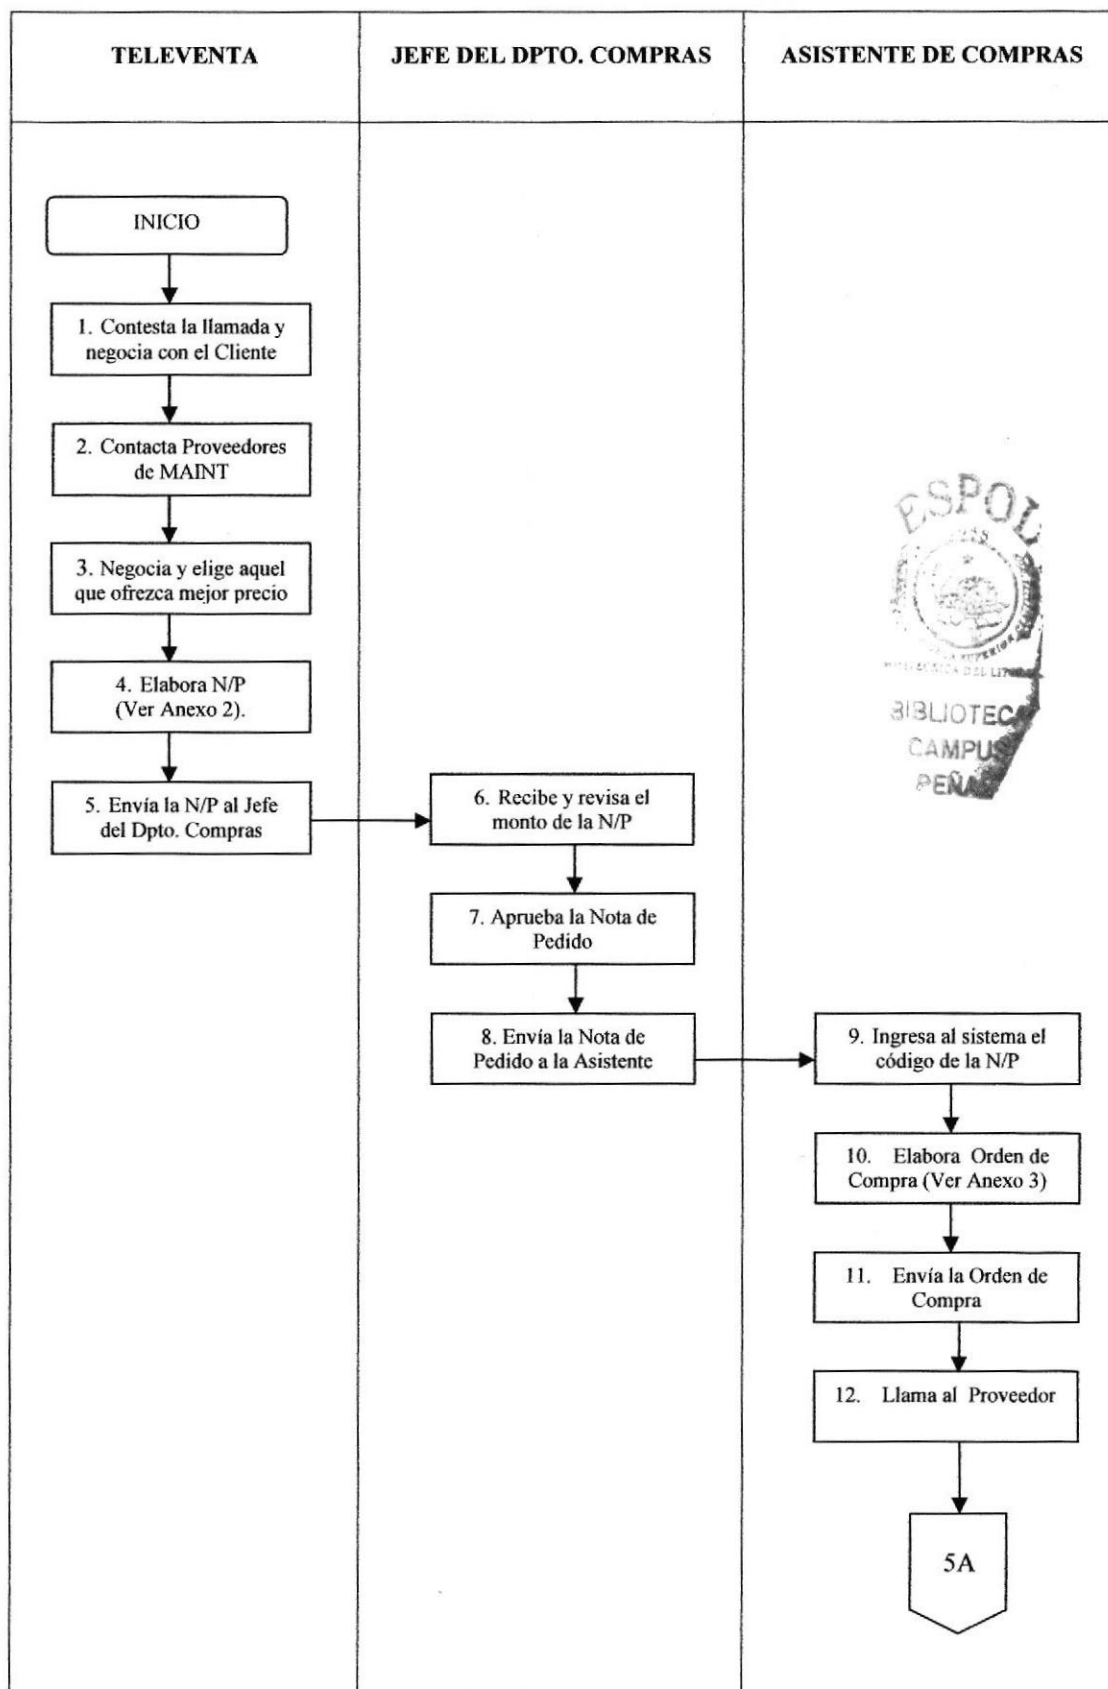 TELEVENTA
JEFE DEL DPTO. COMPRAS
ASISTENTE DE COMPRAS
INICIO
1. Contesta la llamada y
negocia con el Cliente
2. Contacta Proveedores
de MAINT
3. Negocia y elige aquel
que ofrezca mejor precio
4. Elabora N/P
(Ver Anexo 2).
5. Envía la N/P al Jefe
del Dpto. Compras
6. Recibe y revisa el
monto de la N/P
7. Aprueba la Nota de
Pedido
8. Envía la Nota de
Pedido a la Asistente
9. Ingresa al sistema el
código de la N/P
10. Elabora Orden de
Compra (Ver Anexo 3)
11. Envía la Orden de
Compra
12. Llama al Proveedor
5A
ESPOL
BIBLIOTECA
CAMPUS
PEÑAS